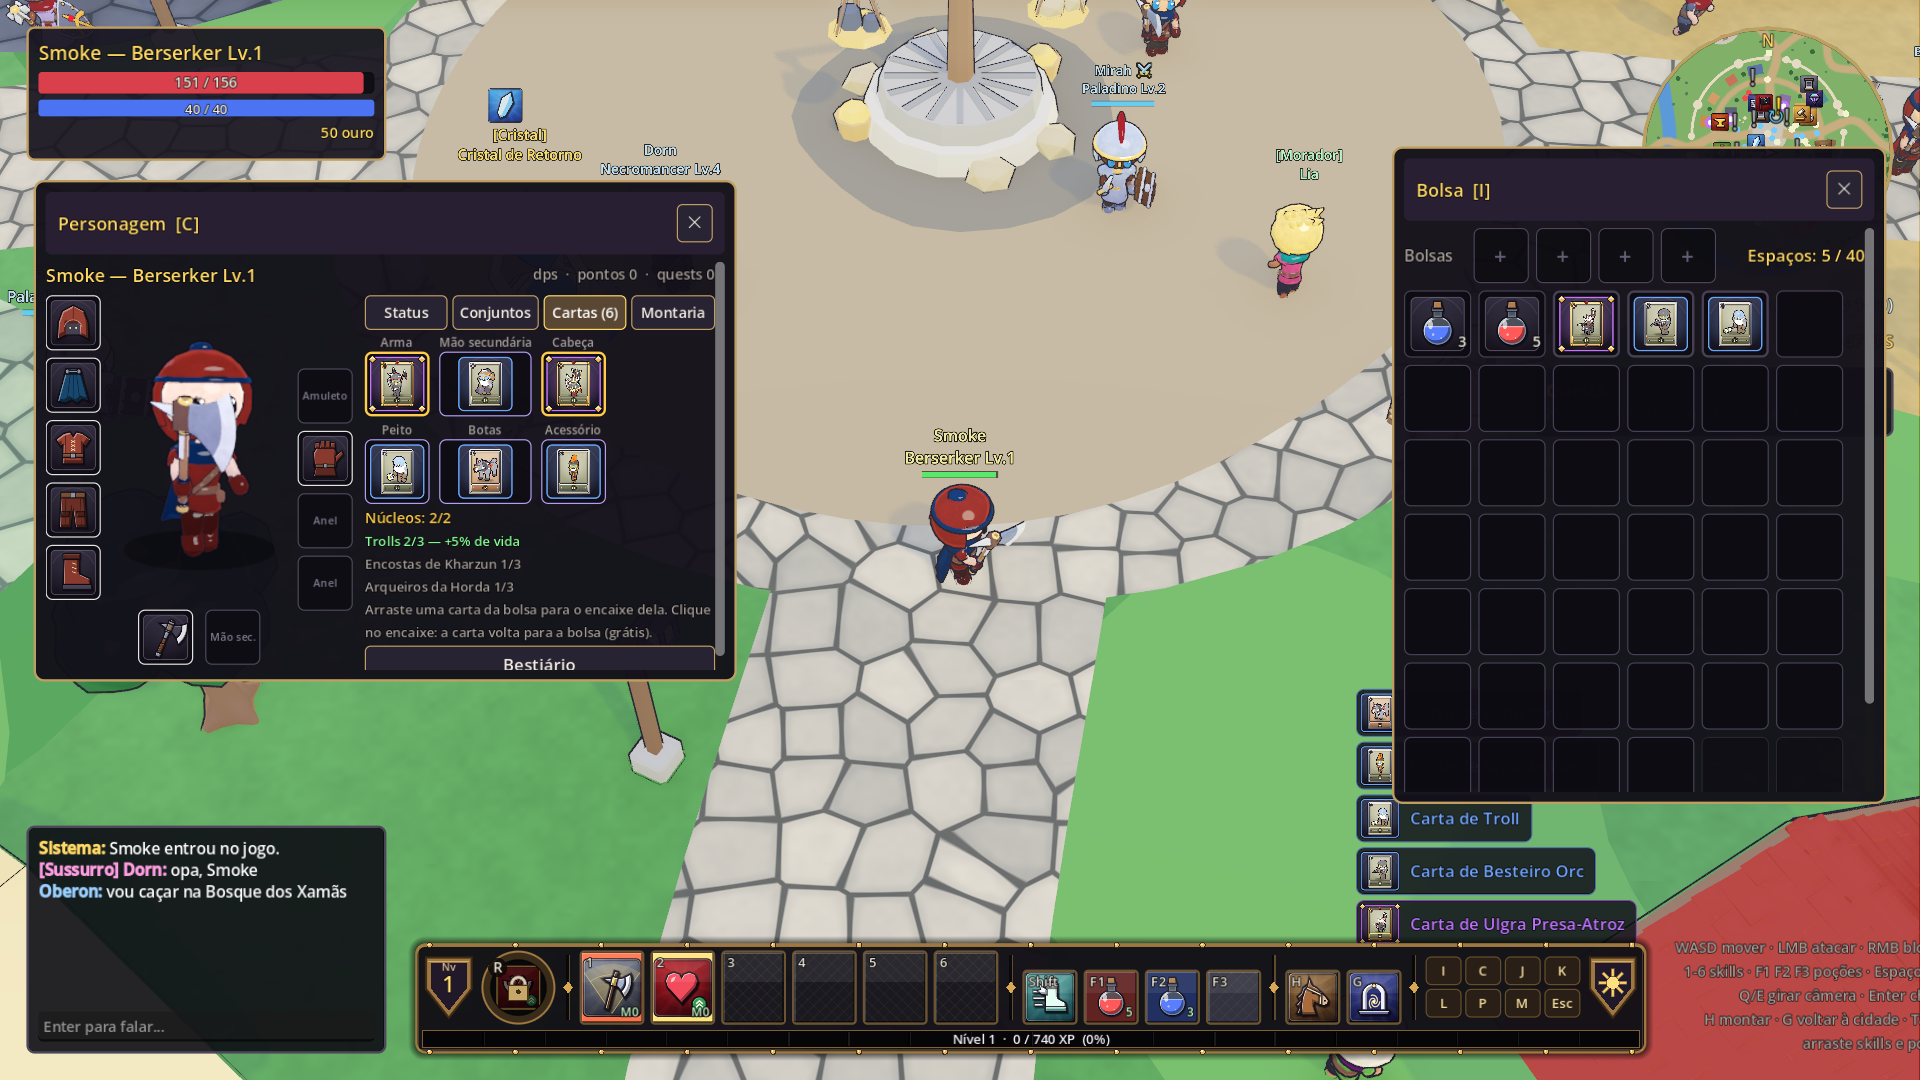 Smoke — Berserker Lv.1
151 / 156
40 / 40
50 ouro
[Cristal]
Cristal de Retorno
Dorn
Necromancer Lv.4
Mirah
Paladino Lv.2
[Morador]
Lia
N
Personagem [C]
Smoke — Berserker Lv.1
dps · pontos 0 · quests 0
Status
Conjuntos
Cartas (6)
Montaria
Arma
Mão secundária
Cabeça
Peito
Botas
Acessório
Amuleto
Anel
Anel
Mão sec.
Núcleos: 2/2
Trolls 2/3 — +5% de vida
Encostas de Kharzun 1/3
Arqueiros da Horda 1/3
Arraste uma carta da bolsa para o encaixe dela. Clique
no encaixe: a carta volta para a bolsa (grátis).
Bestiário
Bolsa [I]
Bolsas
+
+
+
+
Espaços: 5 / 40
3
5
Smoke
Berserker Lv.1
Carta de Troll
Carta de Besteiro Orc
Carta de Ulgra Presa-Atroz
Sistema: Smoke entrou no jogo.
[Sussurro] Dorn: opa, Smoke
Oberon: vou caçar na Bosque dos Xamãs
Enter para falar...
Nv
1
R
1
M0
2
M0
3
4
5
6
Shift
F1
5
F2
3
F3
H
G
I
C
J
K
L
P
M
Esc
Nível 1 · 0 / 740 XP (0%)
WASD mover · LMB atacar · RMB
1-6 skills · F1 F2 F3 poções ·
Q/E girar câmera · Enter
H montar · G voltar à cidade ·
arraste skills e